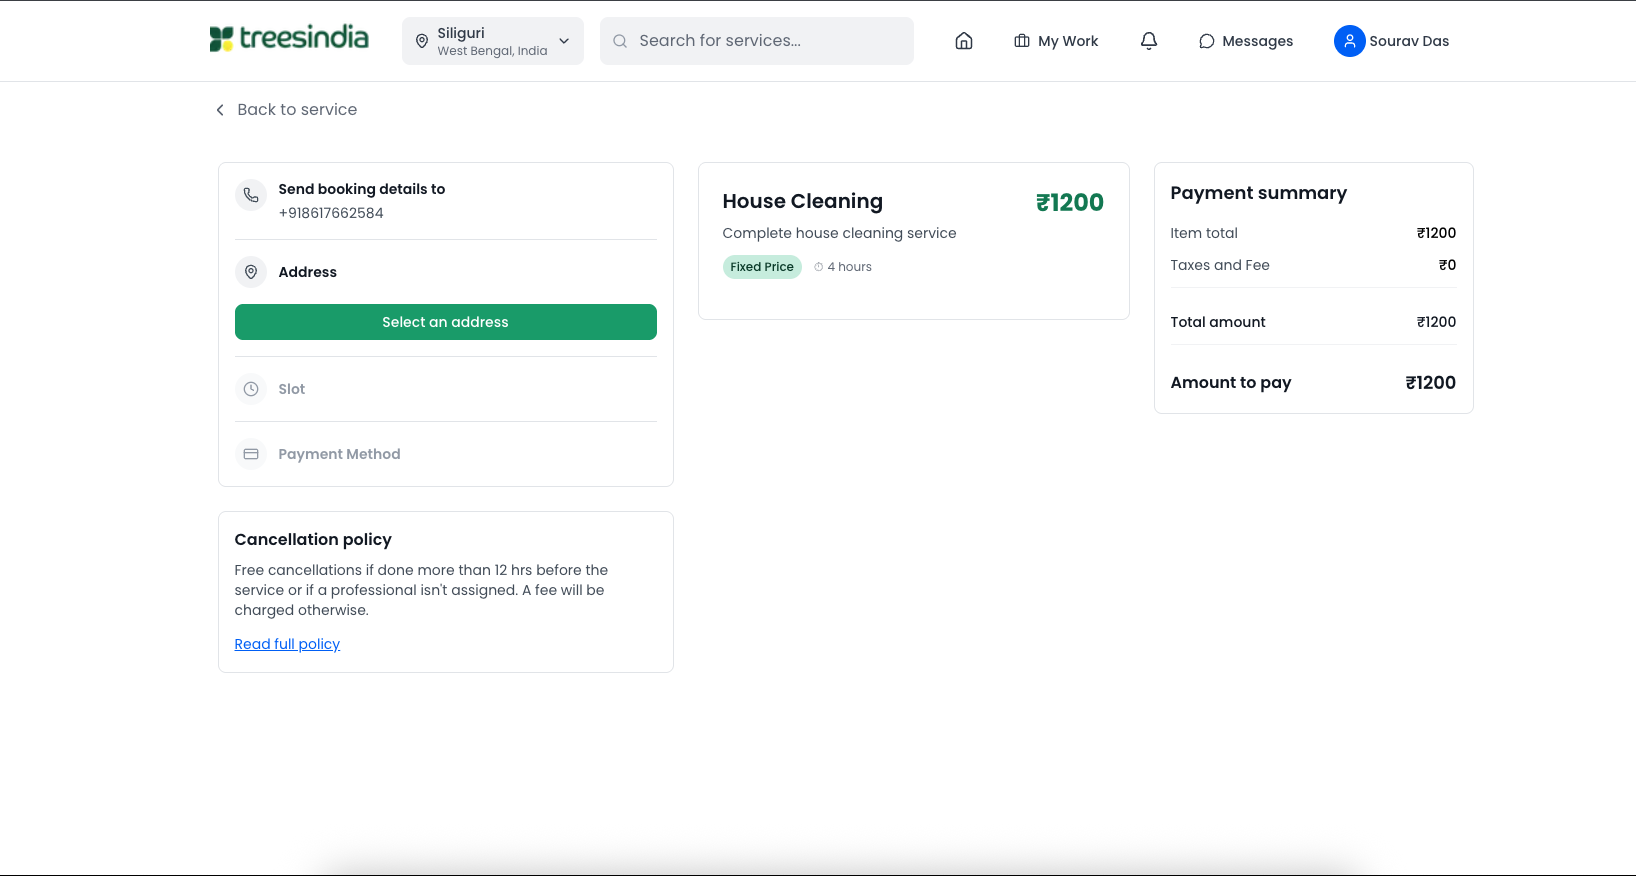 treesindia
Siliguri
West Bengal, India
Search for services...
My Work
Messages
Sourav Das
Back to service
Send booking details to
+918617662584
Address
Select an address
Slot
Payment Method
Cancellation policy
Free cancellations if done more than 12 hrs before the
service or if a professional isn't assigned. A fee will be
charged otherwise.
Read full policy
House Cleaning ₹1200
Complete house cleaning service
Fixed Price 4 hours
Payment summary
Item total ₹1200
Taxes and Fee ₹0
Total amount ₹1200
Amount to pay ₹1200